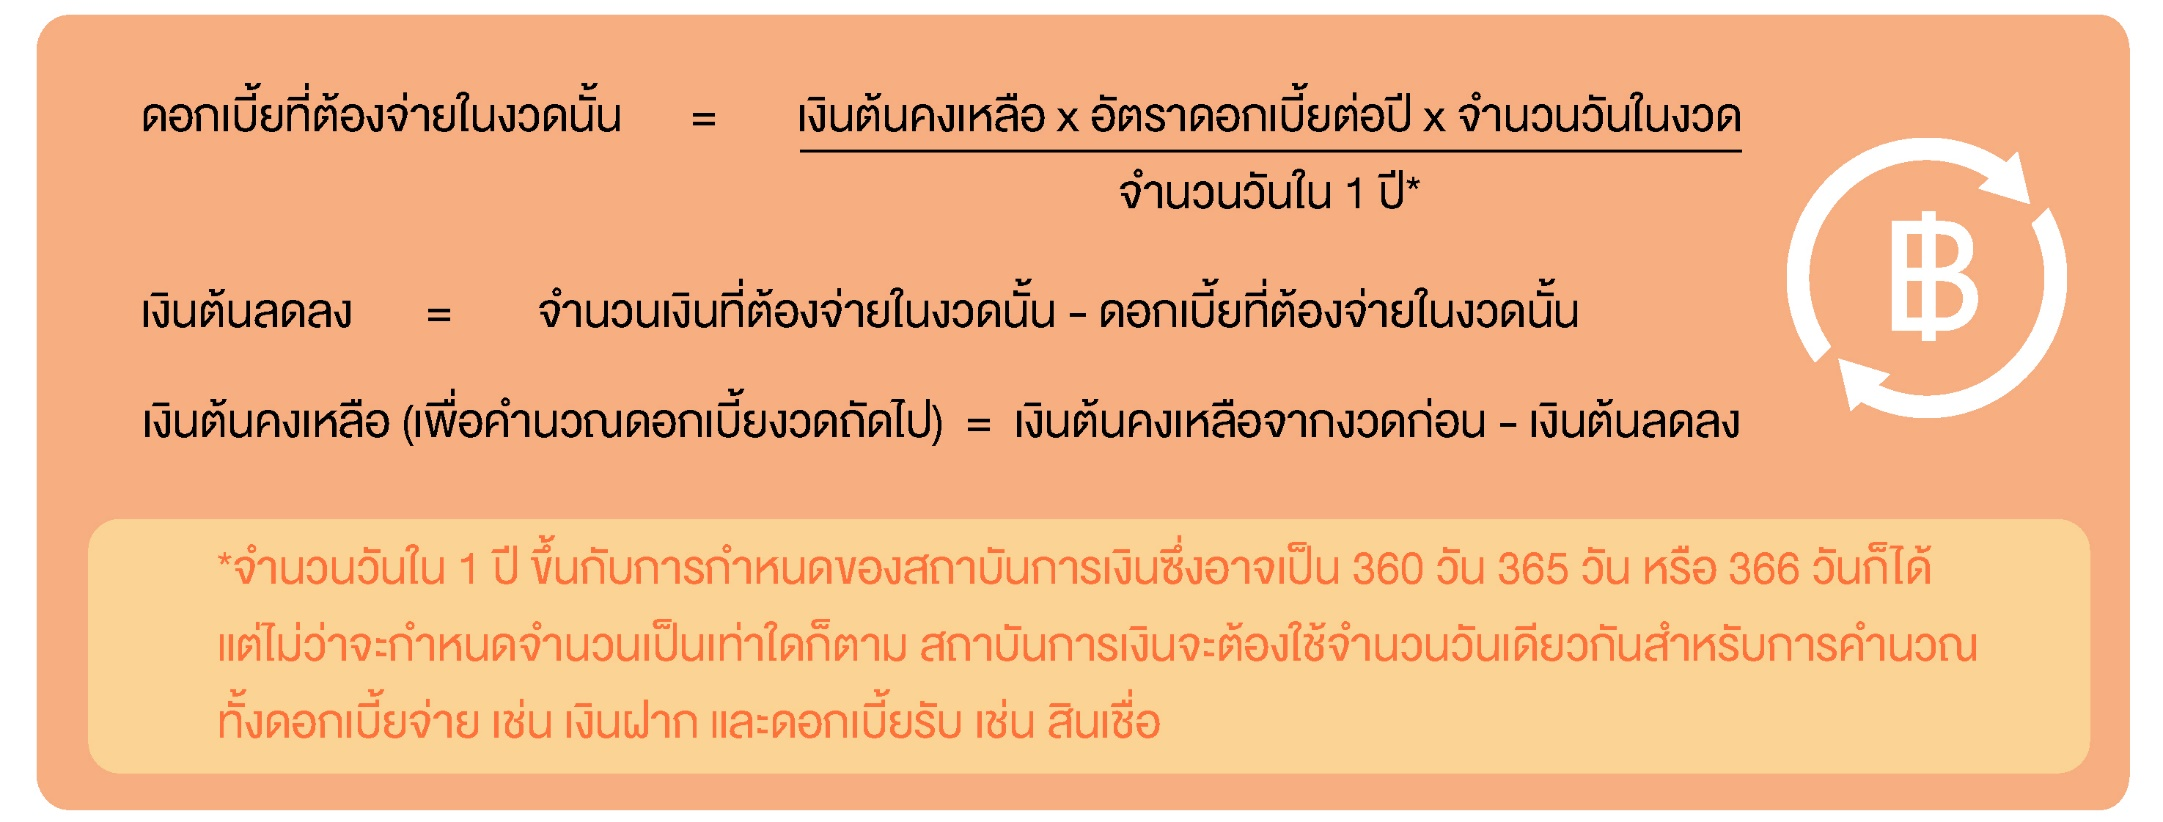 ดอกเบี้ยที่ต้องจ่ายในงวดนั้น = เงินต้นคงเหลือ x อัตราดอกเบี้ยต่อปี x จำนวนวันในงวด
จำนวนวันใน 1 ปี*
เงินต้นลดลง = จำนวนเงินที่ต้องจ่ายในงวดนั้น - ดอกเบี้ยที่ต้องจ่ายในงวดนั้น
เงินต้นคงเหลือ (เพื่อคำนวณดอกเบี้ยงวดถัดไป) = เงินต้นคงเหลือจากงวดก่อน - เงินต้นลดลง
*จำนวนวันใน 1 ปี ขึ้นกับการกำหนดของสถาบันการเงินซึ่งอาจเป็น 360 วัน 365 วัน หรือ 366 วันก็ได้
แต่ไม่ว่าจะกำหนดจำนวนเป็นเท่าใดก็ตาม สถาบันการเงินจะต้องใช้จำนวนวันเดียวกันสำหรับการคำนวณ
ทั้งดอกเบี้ยจ่าย เช่น เงินฝาก และดอกเบี้ยรับ เช่น สินเชื่อ